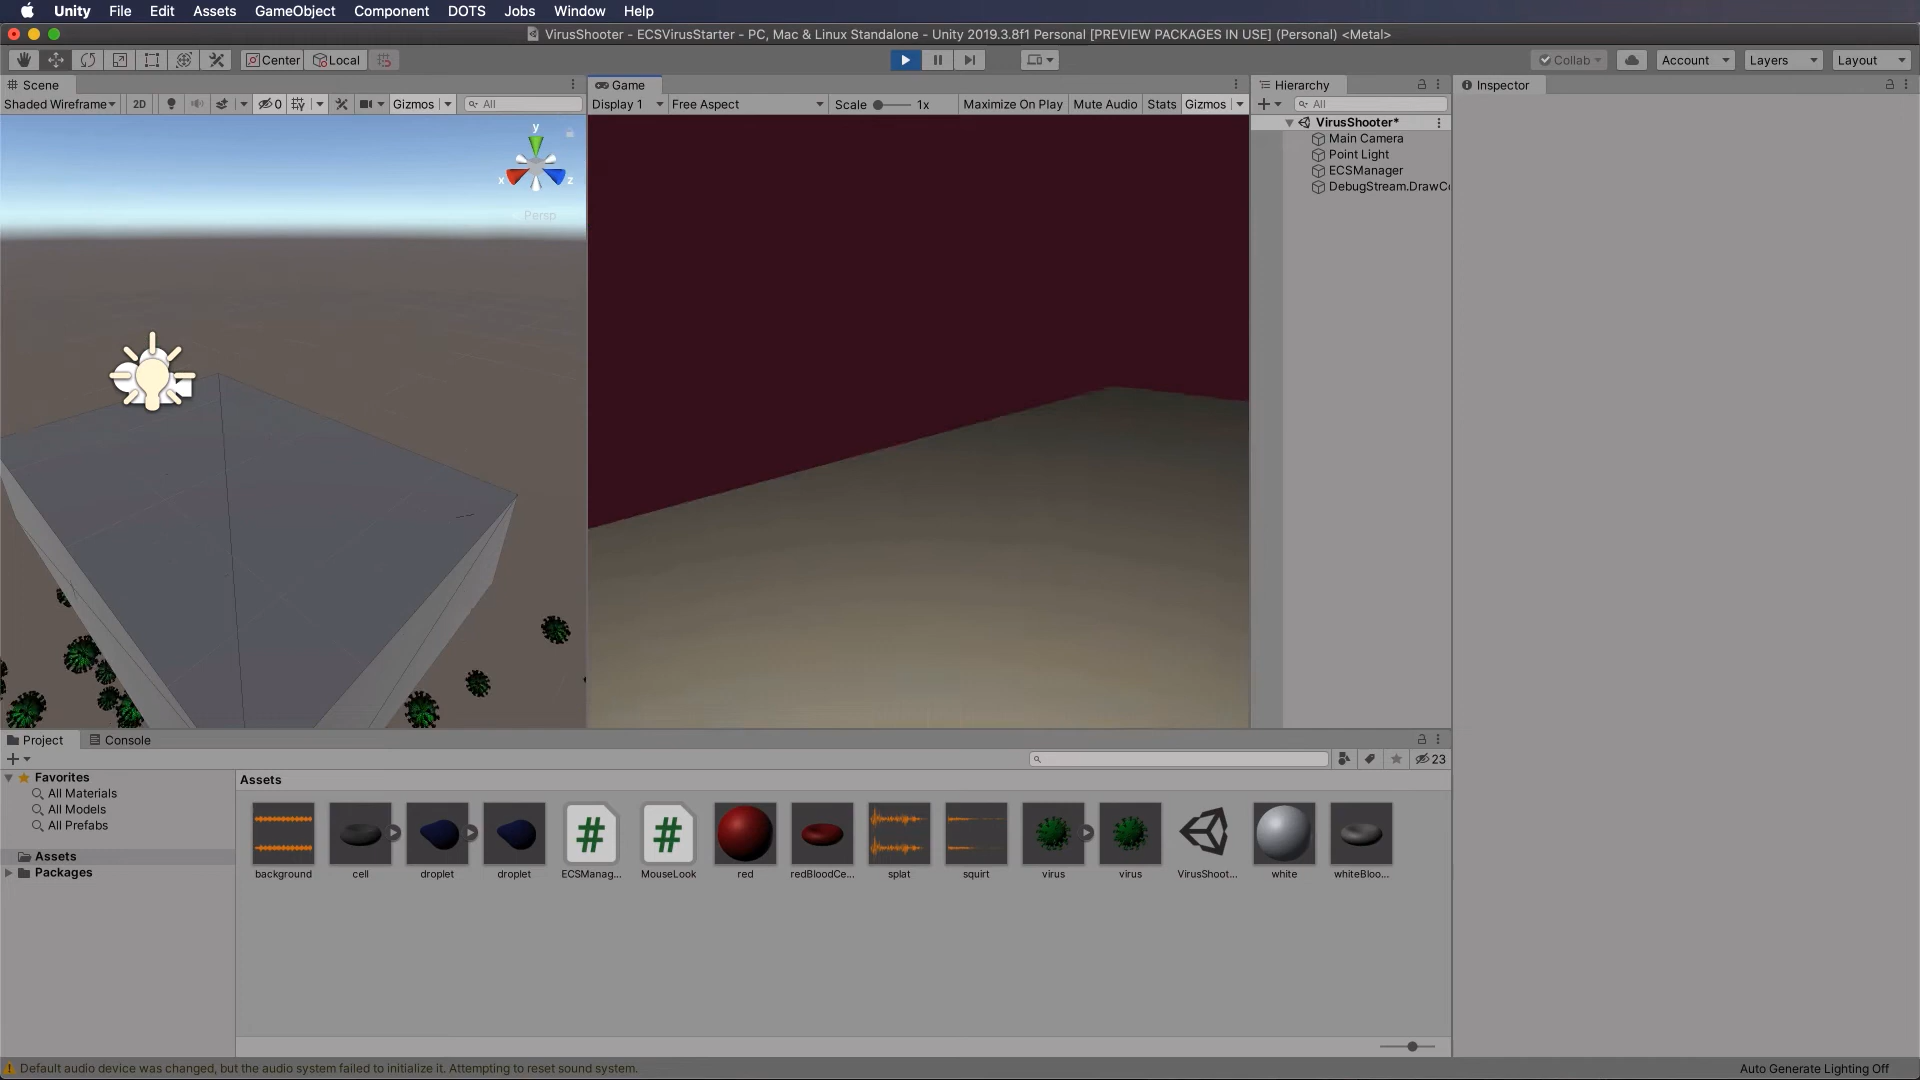 Unity File Edit Assets GameObject Component DOTS Jobs Window Help
VirusShooter - ECSVirusStarter - PC, Mac & Linux Standalone - Unity 2019.3.8f1 Personal [PREVIEW PACKAGES IN USE] (Personal) <Metal>
Center Local Collab Account Layers Layout
Scene Game Hierarchy Inspector
Shaded Wireframe 2D 0 Gizmos All Display 1 Free Aspect Scale 1x Maximize On Play Mute Audio Stats Gizmos All
VirusShooter*
Main Camera
Point Light
ECSManager
DebugStream.DrawCo
y
x z
Persp
Project Console
23
Favorites
All Materials
All Models
All Prefabs
Assets
Packages
Assets
background cell droplet droplet ECSManag... MouseLook red redBloodCe... splat squirt virus virus VirusShoot... white whiteBloo...
Default audio device was changed, but the audio system failed to initialize it. Attempting to reset sound system.
Auto Generate Lighting Off